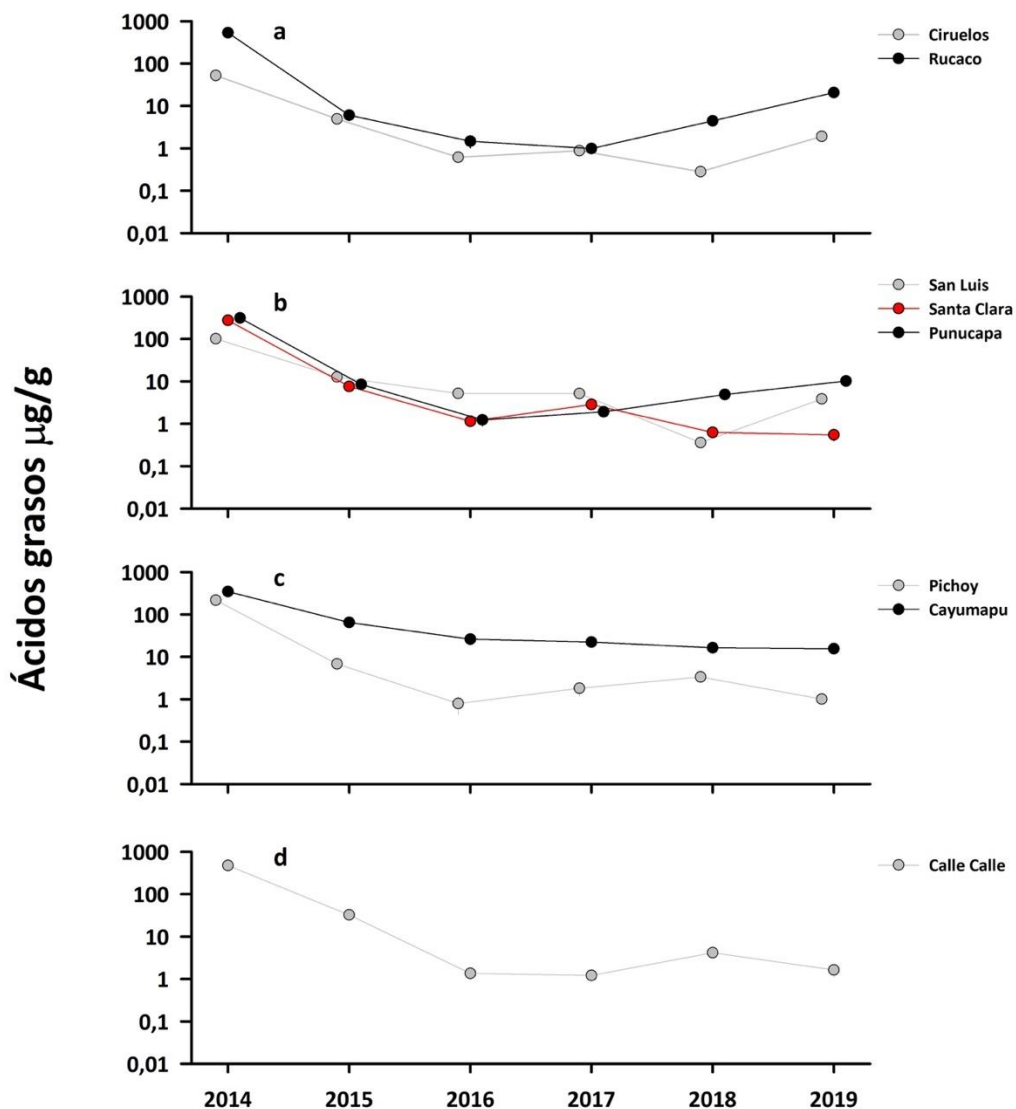 Ácidos grasos µg/g
a
1000
100
10
1
0,1
0,01
Ciruelos
Rucaco
b
1000
100
10
1
0,1
0,01
San Luis
Santa Clara
Punucapa
c
1000
100
10
1
0,1
0,01
Pichoy
Cayumapu
d
1000
100
10
1
0,1
0,01
Calle Calle
2014 2015 2016 2017 2018 2019